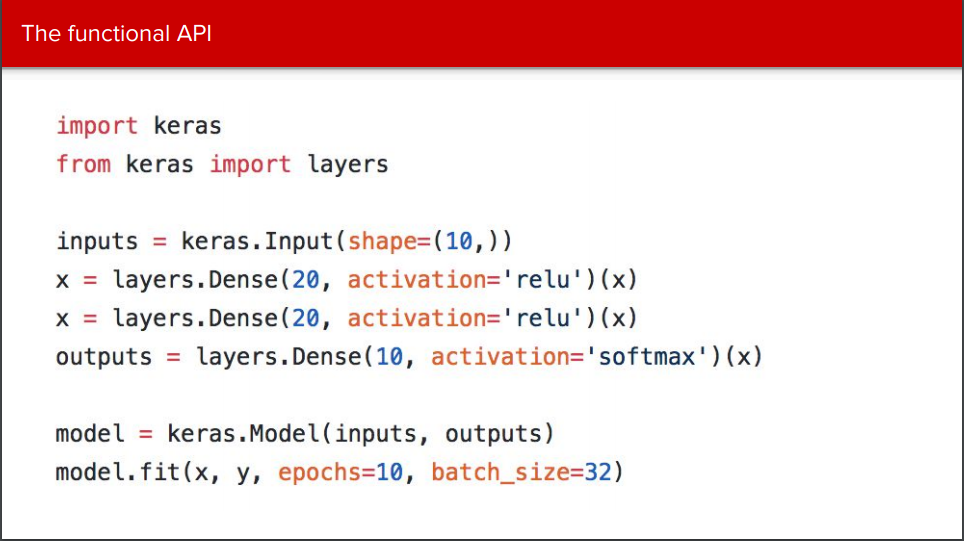 The functional API
import keras
from keras import layers
inputs = keras.Input(shape=(10,))
x = layers.Dense(20, activation='relu')(x)
x = layers.Dense(20, activation='relu')(x)
outputs = layers.Dense(10, activation='softmax')(x)
model = keras.Model(inputs, outputs)
model.fit(x, y, epochs=10, batch_size=32)